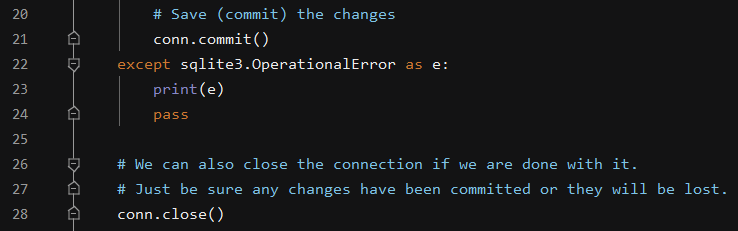 20 # Save (commit) the changes
21 conn.commit()
22 except sqlite3.OperationalError as e:
23 print(e)
24 pass
25
26 # We can also close the connection if we are done with it.
27 # Just be sure any changes have been committed or they will be lost.
28 conn.close()